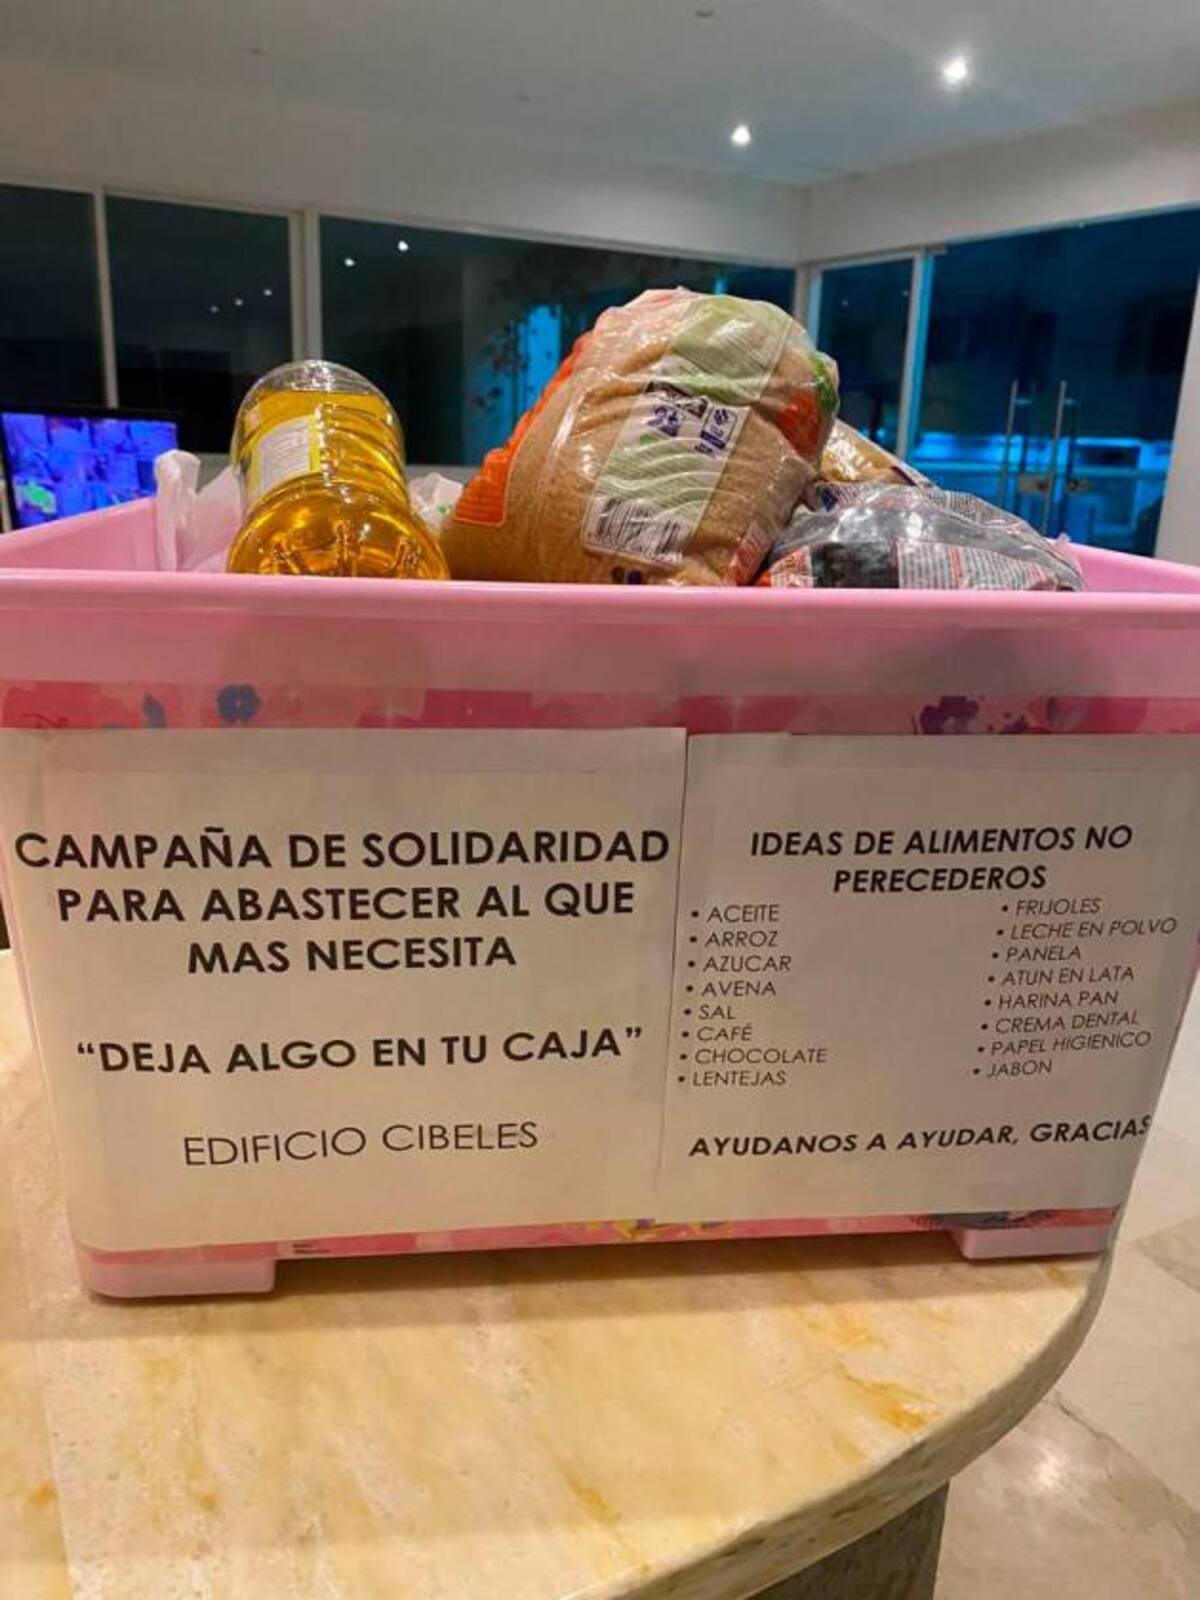 CAMPAÑA DE SOLIDARIDAD
PARA ABASTECER AL QUE
MAS NECESITA
“DEJA ALGO EN TU CAJA”
EDIFICIO CIBELES
IDEAS DE ALIMENTOS NO
PERECEDEROS
• ACEITE
• ARROZ
• AZUCAR
• AVENA
• SAL
• CAFÉ
• CHOCOLATE
• LENTEJAS
• FRIJOLES
• LECHE EN POLVO
• PANELA
• ATUN EN LATA
• HARINA PAN
• CREMA DENTAL
• PAPEL HIGIENICO
• JABON
AYUDANOS A AYUDAR, GRACIAS